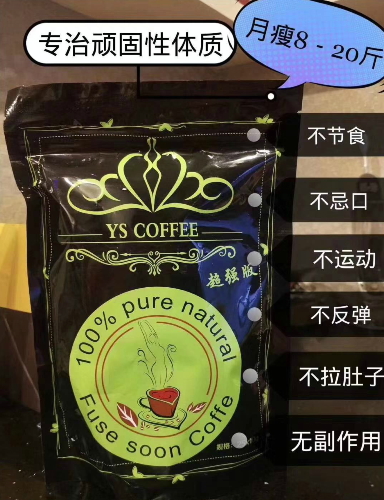 专治顽固性体质
月瘦8 - 20斤
不节食
不忌口
YS COFFEE
不运动
超强版
不反弹
100% pure natural
不拉肚子
Fuse soon Coffe
无副作用